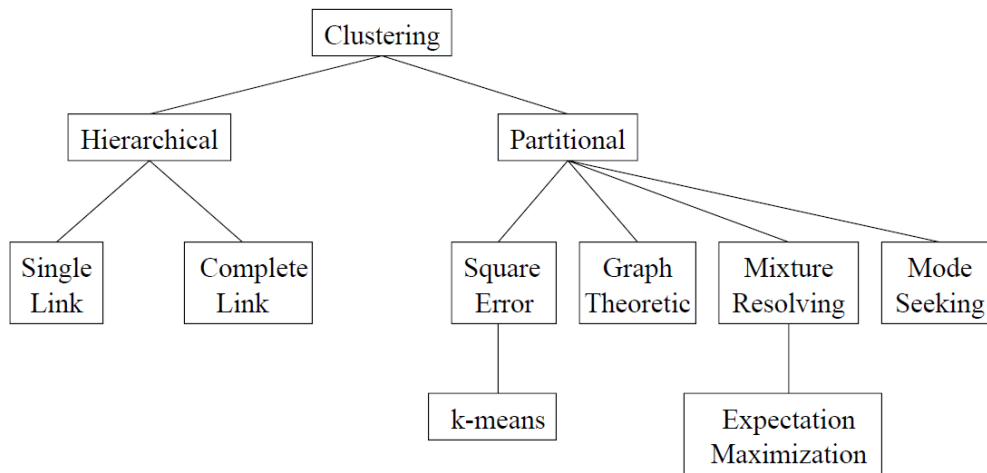 Clustering
Hierarchical
Partitional
Single
Link
Complete
Link
Square
Error
Graph
Theoretic
Mixture
Resolving
Mode
Seeking
k-means
Expectation
Maximization